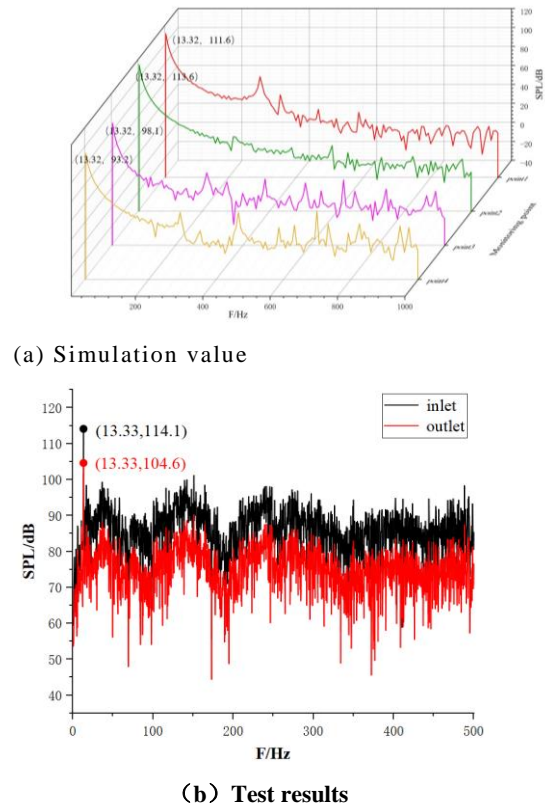 120
100
80
60
40
20
0
-20
-40
SPL/dB
(13.32, 111.6)
(13.32, 113.6)
(13.32, 98.1)
(13.32, 93.2)
point1
point2
point3
point4
Monitoring point
200
400
600
800
1000
F/Hz
(a) Simulation value
inlet
outlet
(13.33,114.1)
(13.33,104.6)
120
110
100
90
80
70
60
50
40
SPL/dB
0
100
200
300
400
500
F/Hz
（b）Test results